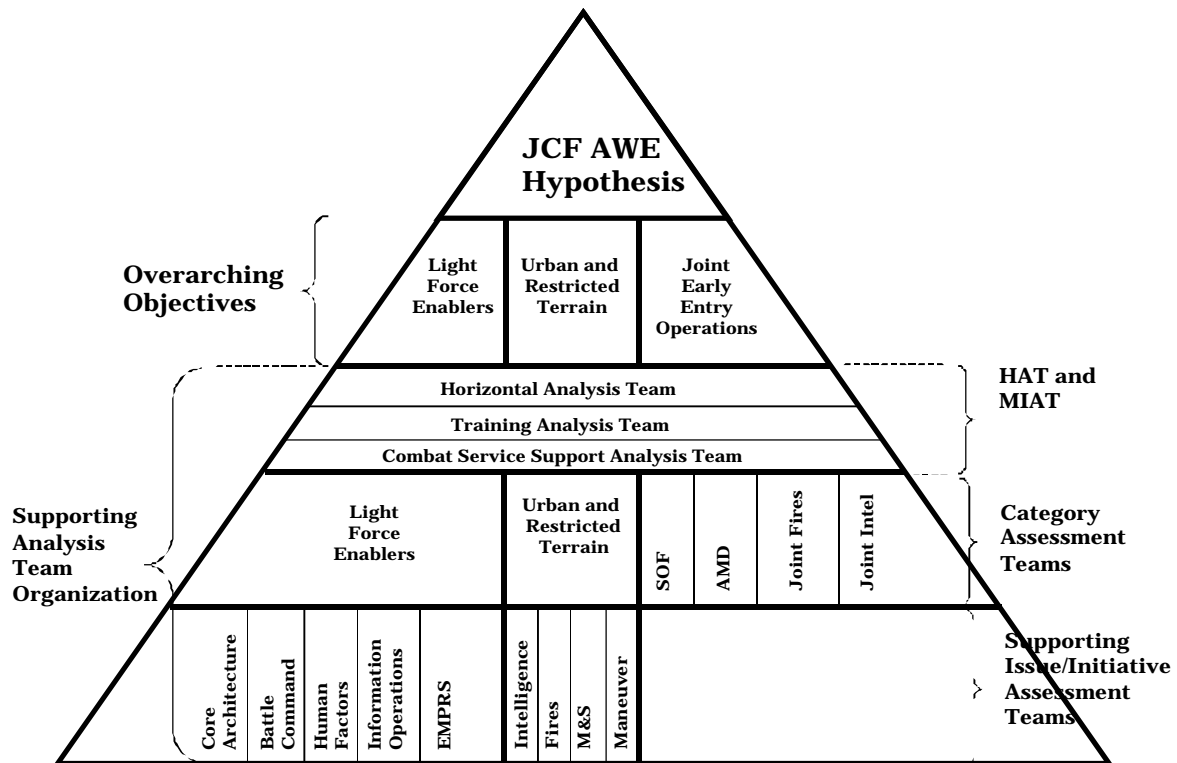 JCF AWE
Hypothesis
Overarching
Objectives
Light
Force
Enablers
Urban and
Restricted
Terrain
Joint
Early
Entry
Operations
Horizontal Analysis Team
Training Analysis Team
Combat Service Support Analysis Team
HAT and
MIAT
Supporting
Analysis
Team
Organization
Light
Force
Enablers
Urban and
Restricted
Terrain
SOF
AMD
Joint Fires
Joint Intel
Category
Assessment
Teams
Core
Architecture
Battle
Command
Human
Factors
Information
Operations
EMPRS
Intelligence
Fires
M&S
Maneuver
Supporting
Issue/Initiative
Assessment
Teams